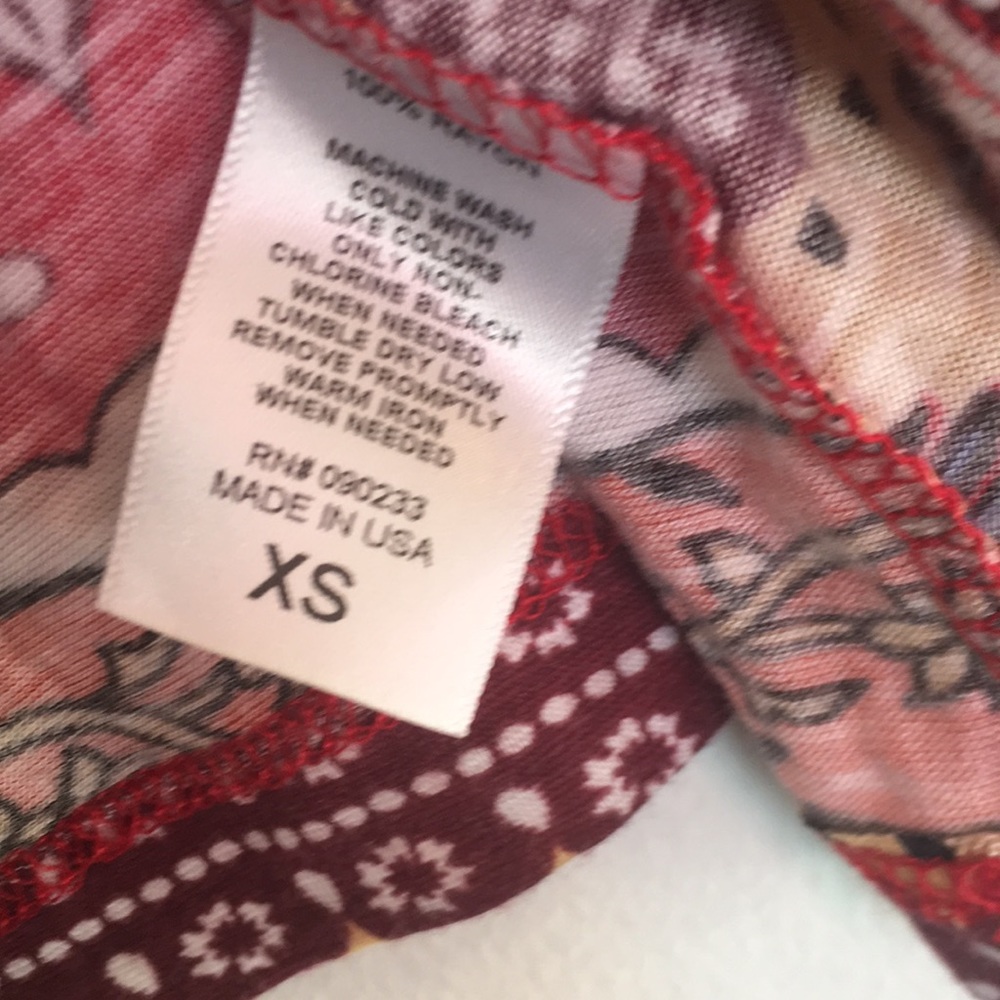 100% RAYON
MACHINE WASH
COLD WITH
LIKE COLORS
ONLY NON-
CHLORINE BLEACH
WHEN NEEDED
TUMBLE DRY LOW
REMOVE PROMPTLY
WARM IRON
WHEN NEEDED
RN# 090233
MADE IN USA
XS